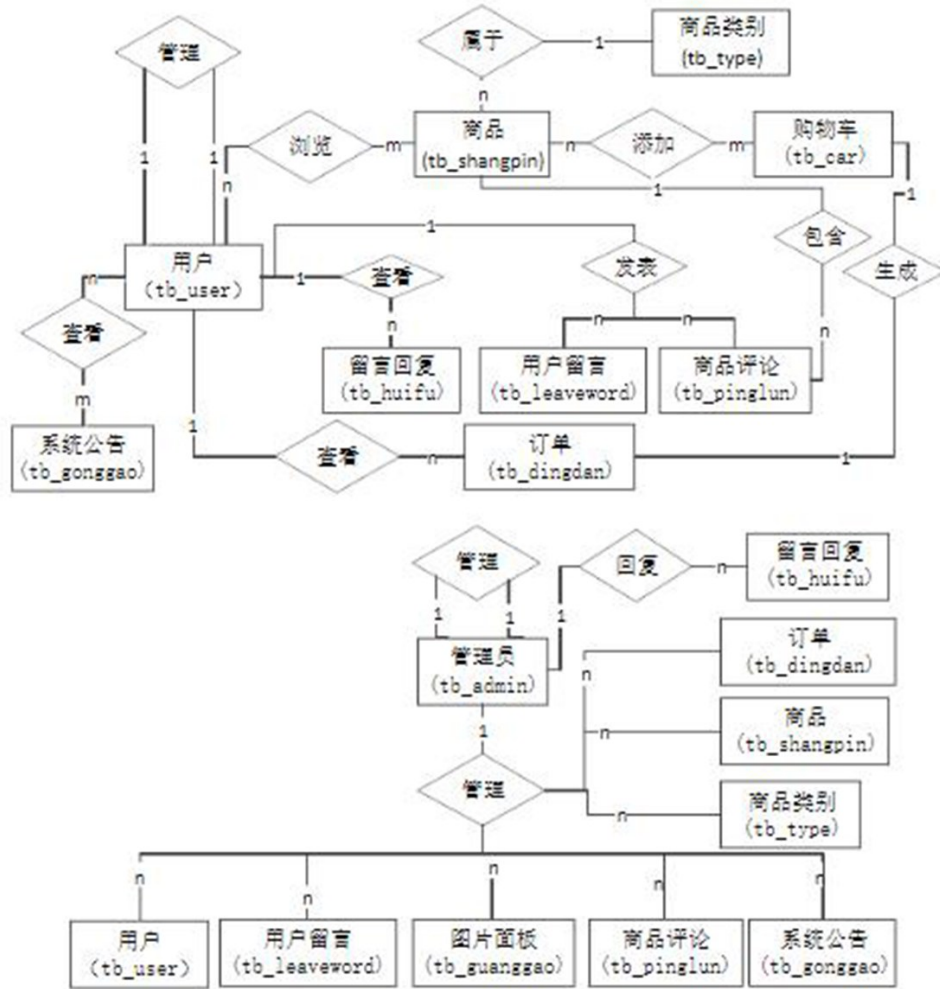 属于
1
商品类别
(tb_type)
管理
n
1
1
n
浏览
m
商品
(tb_shangpin)
n
添加
m
购物车
(tb_car)
1
1
1
包含
用户
(tb_user)
n
查看
m
系统公告
(tb_gonggao)
1
查看
n
留言回复
(tb_huifu)
发表
n
n
用户留言
(tb_leaveword)
商品评论
(tb_pinglun)
n
生成
1
查看
n
订单
(tb_dingdan)
1
管理
1
1
管理员
(tb_admin)
1
回复
n
留言回复
(tb_huifu)
1
管理
n
订单
(tb_dingdan)
n
商品
(tb_shangpin)
n
商品类别
(tb_type)
n
n
n
n
n
用户
(tb_user)
用户留言
(tb_leaveword)
图片面板
(tb_guanggao)
商品评论
(tb_pinglun)
系统公告
(tb_gonggao)